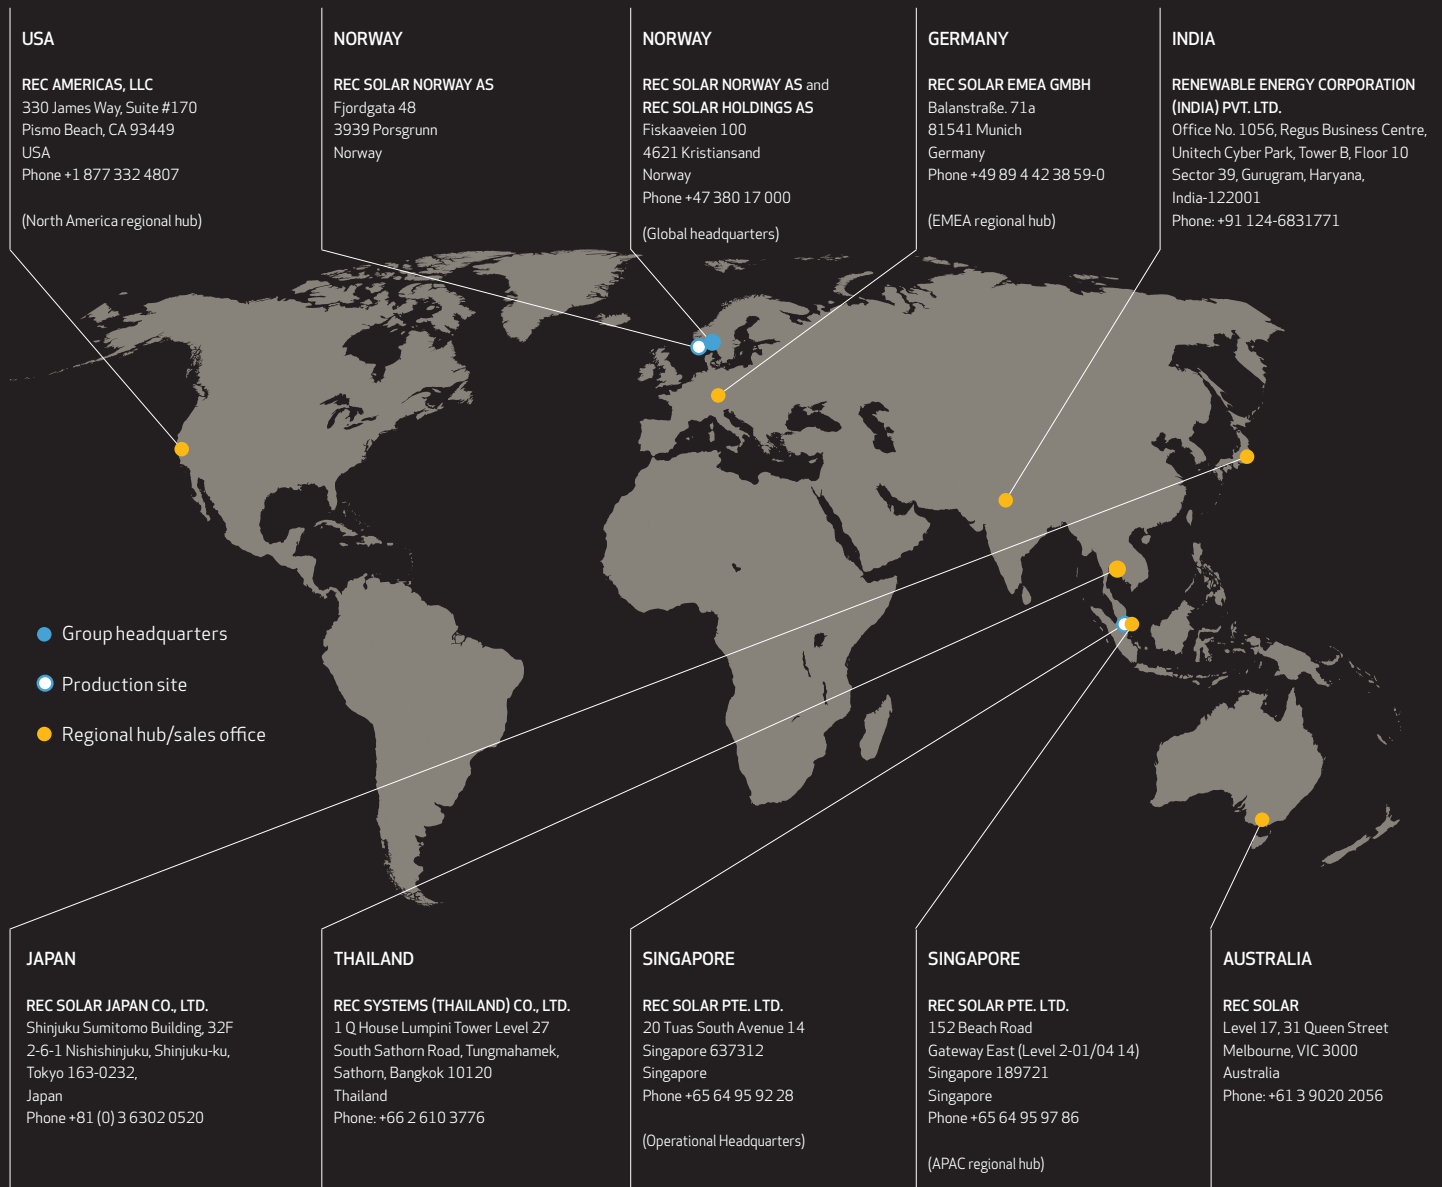 USA
REC AMERICAS, LLC
330 James Way, Suite #170
Pismo Beach, CA 93449
USA
Phone +1 877 332 4807
(North America regional hub)
NORWAY
REC SOLAR NORWAY AS
Fjordgata 48
3939 Porsgrunn
Norway
NORWAY
REC SOLAR NORWAY AS and
REC SOLAR HOLDINGS AS
Fiskaaveien 100
4621 Kristiansand
Norway
Phone +47 380 17 000
(Global headquarters)
GERMANY
REC SOLAR EMEA GMBH
Balanstraße. 71a
81541 Munich
Germany
Phone +49 89 4 42 38 59-0
(EMEA regional hub)
INDIA
RENEWABLE ENERGY CORPORATION
(INDIA) PVT. LTD.
Office No. 1056, Regus Business Centre,
Unitech Cyber Park, Tower B, Floor 10
Sector 39, Gurugram, Haryana,
India-122001
Phone: +91 124-6831771
Group headquarters
Production site
Regional hub/sales office
JAPAN
REC SOLAR JAPAN CO., LTD.
Shinjuku Sumitomo Building, 32F
2-6-1 Nishishinjuku, Shinjuku-ku,
Tokyo 163-0232,
Japan
Phone +81 (0) 3 6302 0520
THAILAND
REC SYSTEMS (THAILAND) CO., LTD.
1 Q House Lumpini Tower Level 27
South Sathorn Road, Tungmahamek,
Sathorn, Bangkok 10120
Thailand
Phone: +66 2 610 3776
SINGAPORE
REC SOLAR PTE. LTD.
20 Tuas South Avenue 14
Singapore 637312
Singapore
Phone +65 64 95 92 28
(Operational Headquarters)
SINGAPORE
REC SOLAR PTE. LTD.
152 Beach Road
Gateway East (Level 2-01/04 14)
Singapore 189721
Singapore
Phone +65 64 95 97 86
(APAC regional hub)
AUSTRALIA
REC SOLAR
Level 17, 31 Queen Street
Melbourne, VIC 3000
Australia
Phone: +61 3 9020 2056